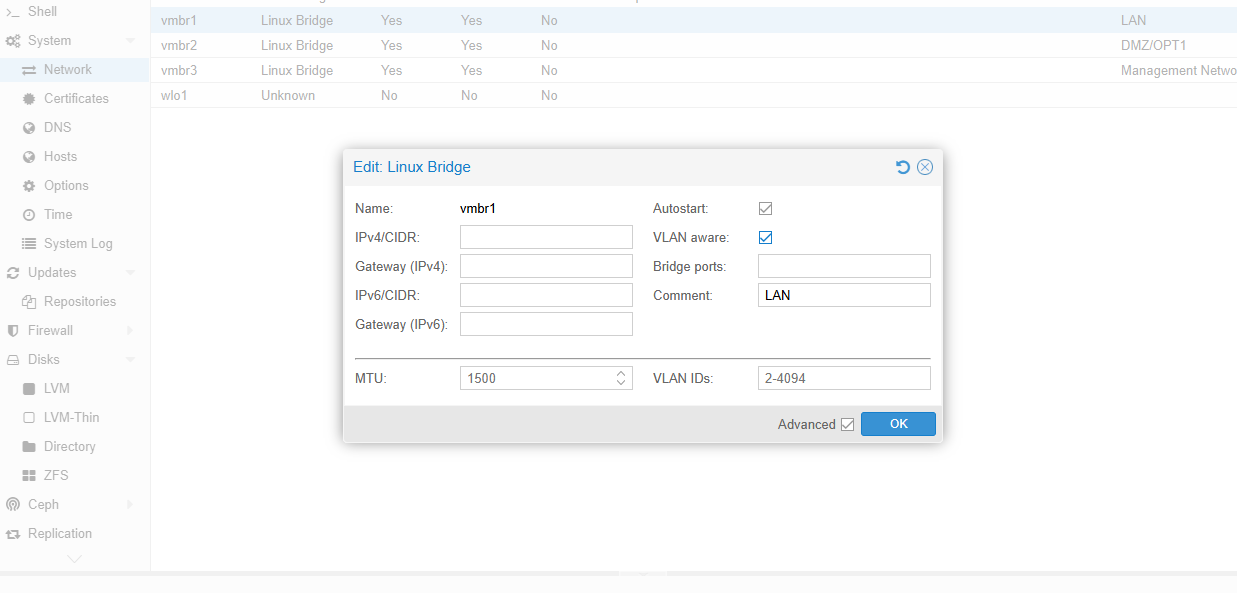 Shell
System
Network
Certificates
DNS
Hosts
Options
Time
System Log
Updates
Repositories
Firewall
Disks
LVM
LVM-Thin
Directory
ZFS
Ceph
Replication
vmbr1 Linux Bridge Yes Yes No LAN
vmbr2 Linux Bridge Yes Yes No DMZ/OPT1
vmbr3 Linux Bridge Yes Yes No Management Netwo
wlo1 Unknown No No No
Edit: Linux Bridge
Name: vmbr1 Autostart:
IPv4/CIDR: VLAN aware:
Gateway (IPv4): Bridge ports:
IPv6/CIDR: Comment: LAN
Gateway (IPv6):
MTU: 1500 VLAN IDs: 2-4094
Advanced OK